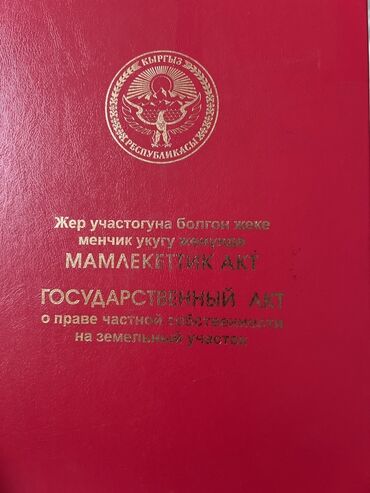 КЫРГЫЗ
РЕСПУБЛИКАСЫ
Жер участогуна болгон жеке
менчик укугу жөнүндө
МАМЛЕКЕТТИК АКТ
ГОСУДАРСТВЕННЫЙ АКТ
о праве частной собственности
на земельный участок